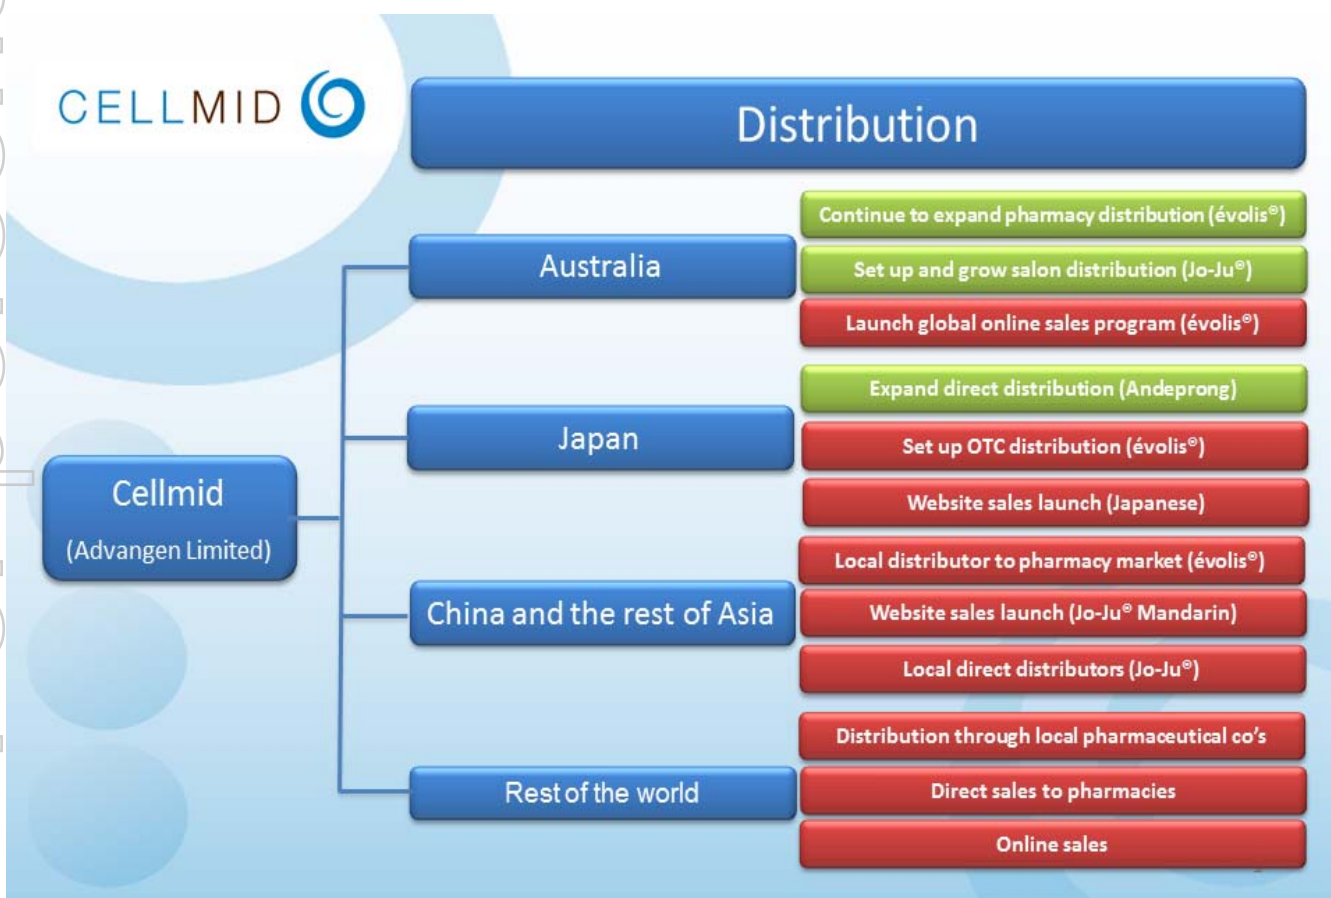 CELLMID
Distribution
Continue to expand pharmacy distribution (évolis®)
Australia
Set up and grow salon distribution (Jo-Ju®)
Launch global online sales program (évolis®)
Expand direct distribution (Andeprong)
Japan
Set up OTC distribution (évolis®)
Website sales launch (Japanese)
Cellmid
(Advangen Limited)
Local distributor to pharmacy market (évolis®)
China and the rest of Asia
Website sales launch (Jo-Ju® Mandarin)
Local direct distributors (Jo-Ju®)
Distribution through local pharmaceutical co's
Rest of the world
Direct sales to pharmacies
Online sales